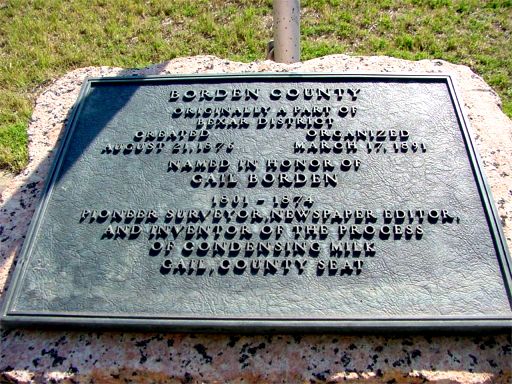 BORDEN COUNTY
ORIGINALLY A PART OF
BEXAR DISTRICT
CREATED ORGANIZED
AUGUST 21, 1876 MARCH 17, 1891
NAMED IN HONOR OF
GAIL BORDEN
1801 - 1874
PIONEER SURVEYOR, NEWSPAPER EDITOR,
AND INVENTOR OF THE PROCESS
OF CONDENSING MILK
GAIL, COUNTY SEAT